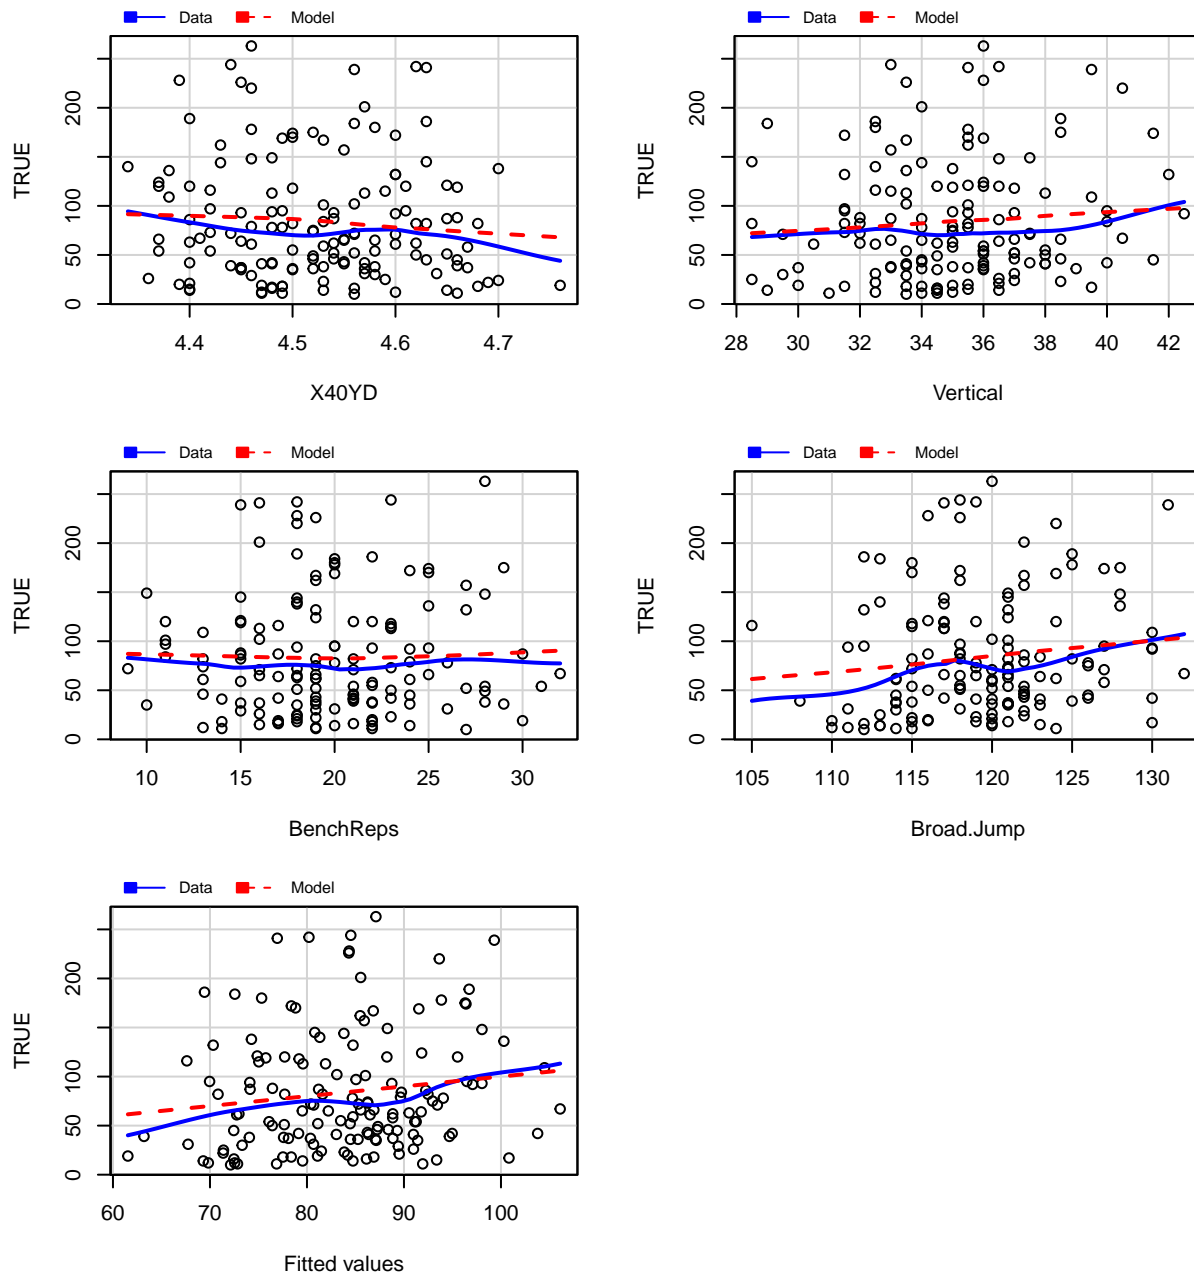 Data Model
TRUE
0 50 100 200
4.4 4.5 4.6 4.7
X40YD
Data Model
TRUE
0 50 100 200
28 30 32 34 36 38 40 42
Vertical
Data Model
TRUE
0 50 100 200
10 15 20 25 30
BenchReps
Data Model
TRUE
0 50 100 200
105 110 115 120 125 130
Broad.Jump
Data Model
TRUE
0 50 100 200
60 70 80 90 100
Fitted values